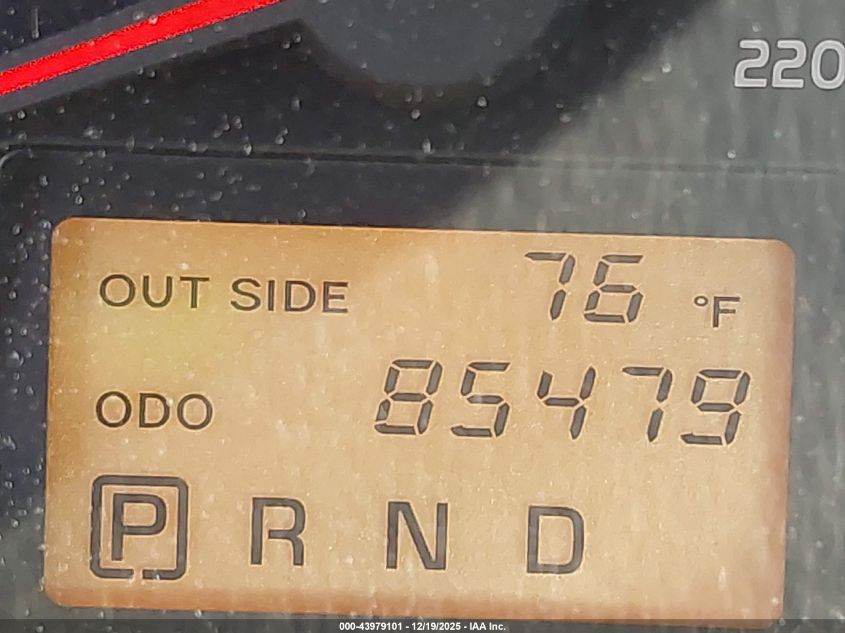 220
OUT SIDE 76 °F
ODO 85479
P R N D
000-43979101 - 12/19/2025 - IAA Inc.